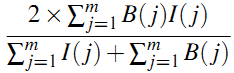 2 × ∑_{j=1}^{m} B(j)I(j)
∑_{j=1}^{m} I(j) + ∑_{j=1}^{m} B(j)